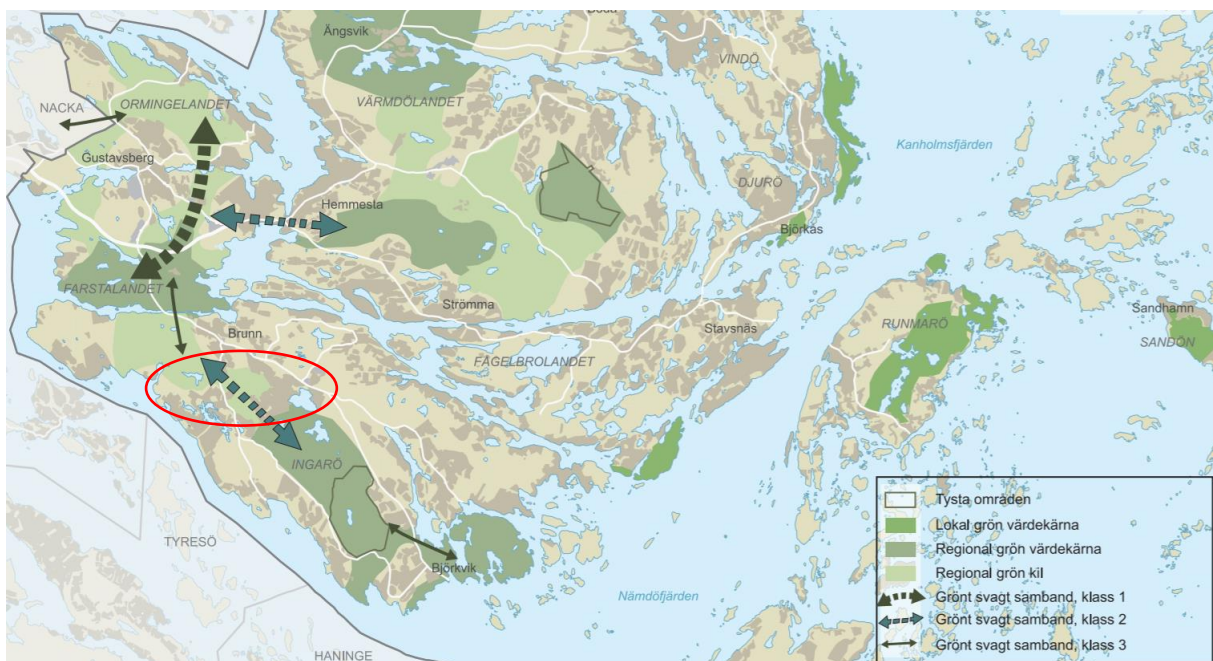 Boda
Ängsvik
VINDÖ
NACKA
ORMINGELANDET
VÄRMDÖLANDET
Kanholmsfjärden
Gustavsberg
DJURÖ
Hemmesta
Björkås
FARSTALANDET
Strömma
Sandhamn
Brunn
Stavsnäs
RUNMARÖ
SANDÖN
FÅGELBROLANDET
INGARÖ
TYRESÖ
Björkvik
Nämdöfjärden
HANINGE
Tysta områden
Lokal grön värdekärna
Regional grön värdekärna
Regional grön kil
Grönt svagt samband, klass 1
Grönt svagt samband, klass 2
Grönt svagt samband, klass 3